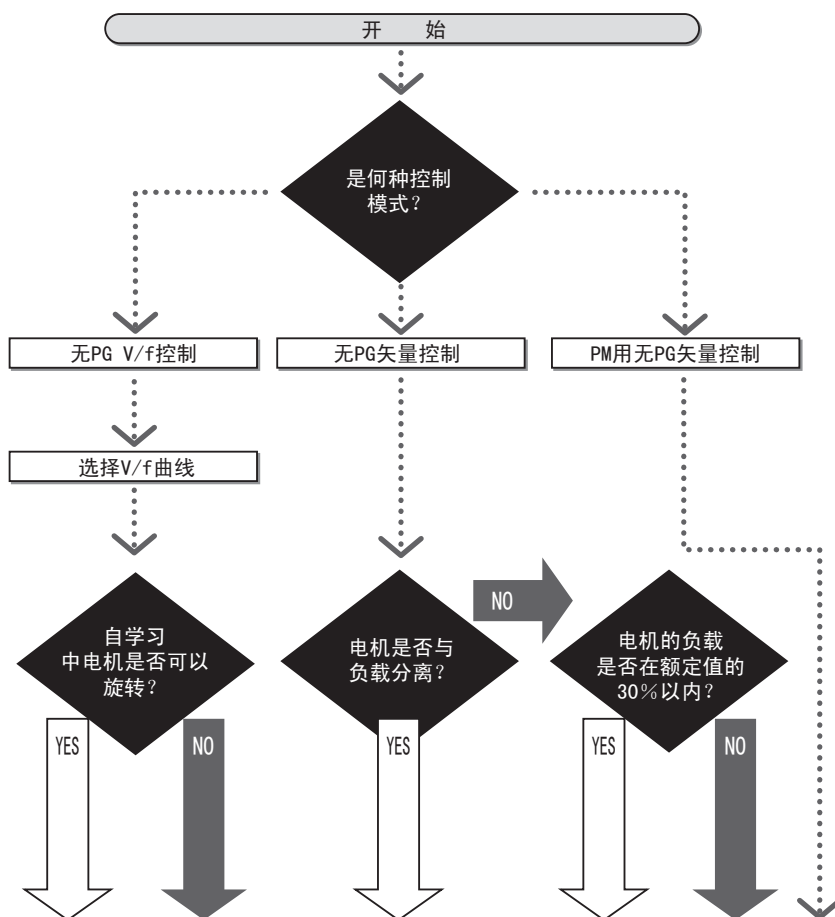 开 始
是何种控制
模式？
无PG V/f控制
无PG矢量控制
PM用无PG矢量控制
选择V/f曲线
自学习
中电机是否可以
旋转？
电机是否与
负载分离？
NO
电机的负载
是否在额定值的
30％以内？
YES
NO
YES
YES
NO